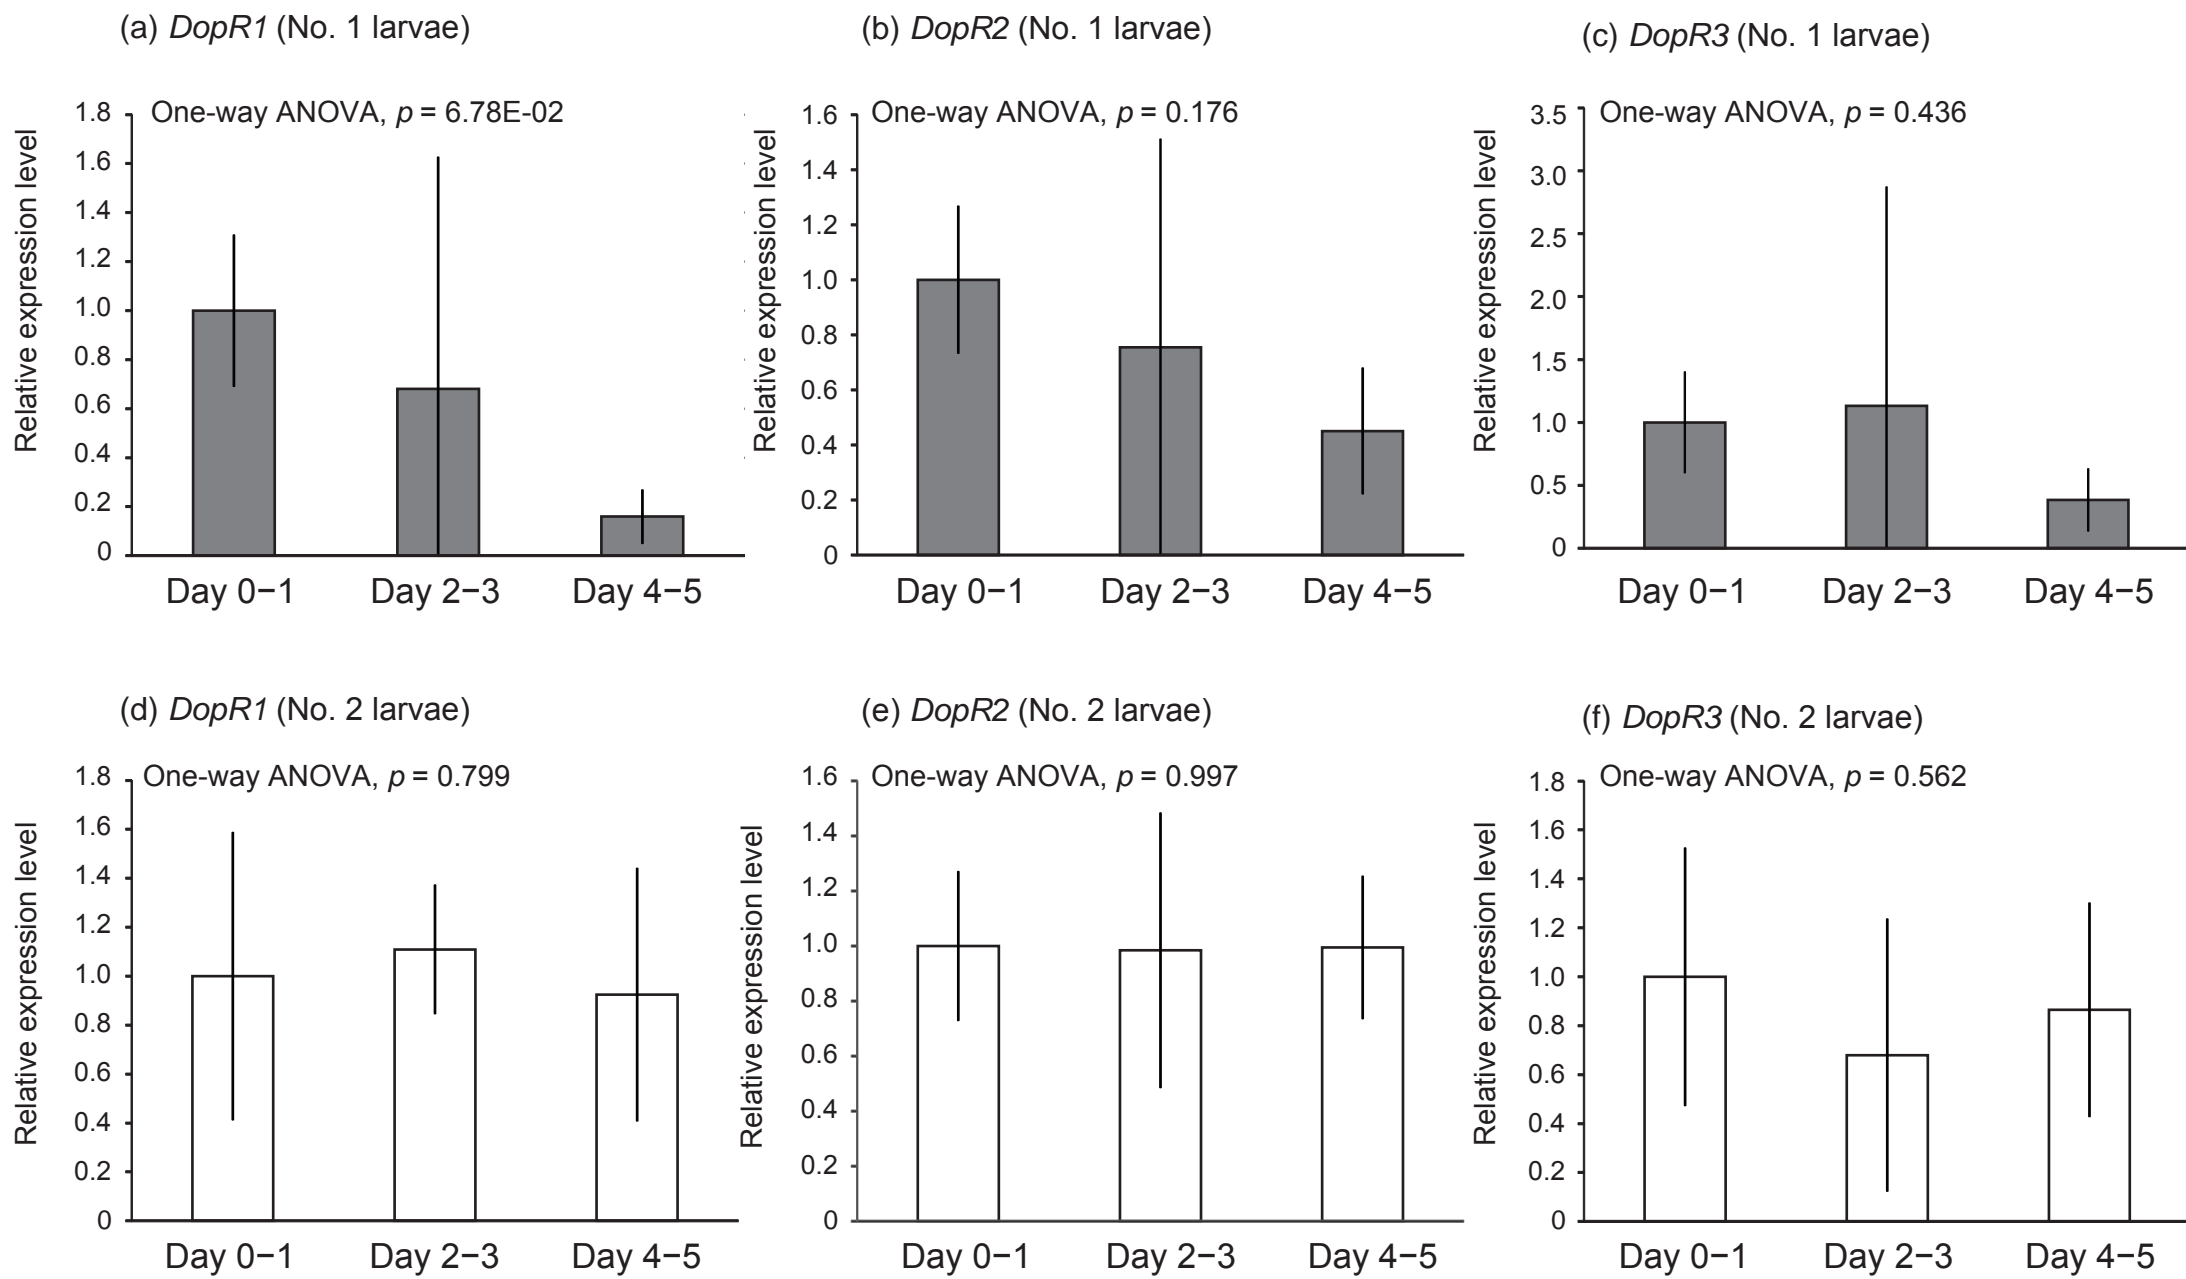 (a) DopR1 (No. 1 larvae)
One-way ANOVA, p = 6.78E-02
Relative expression level
1.8
1.6
1.4
1.2
1.0
0.8
0.6
0.4
0.2
0
Day 0−1 Day 2−3 Day 4−5
(b) DopR2 (No. 1 larvae)
One-way ANOVA, p = 0.176
Relative expression level
1.6
1.4
1.2
1.0
0.8
0.6
0.4
0.2
0
Day 0−1 Day 2−3 Day 4−5
(c) DopR3 (No. 1 larvae)
One-way ANOVA, p = 0.436
Relative expression level
3.5
3.0
2.5
2.0
1.5
1.0
0.5
0
Day 0−1 Day 2−3 Day 4−5
(d) DopR1 (No. 2 larvae)
One-way ANOVA, p = 0.799
Relative expression level
1.8
1.6
1.4
1.2
1.0
0.8
0.6
0.4
0.2
0
Day 0−1 Day 2−3 Day 4−5
(e) DopR2 (No. 2 larvae)
One-way ANOVA, p = 0.997
Relative expression level
1.6
1.4
1.2
1.0
0.8
0.6
0.4
0.2
0
Day 0−1 Day 2−3 Day 4−5
(f) DopR3 (No. 2 larvae)
One-way ANOVA, p = 0.562
Relative expression level
1.8
1.6
1.4
1.2
1.0
0.8
0.6
0.4
0.2
0
Day 0−1 Day 2−3 Day 4−5